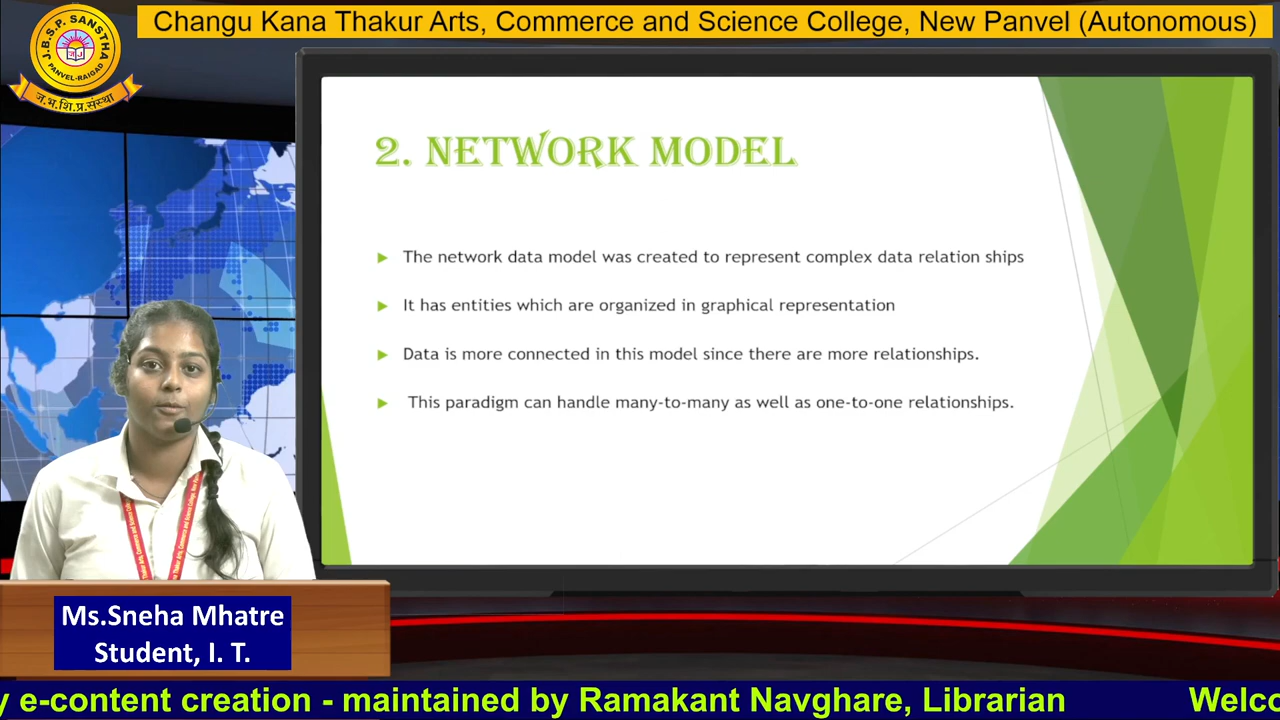 Changu Kana Thakur Arts, Commerce and Science College, New Panvel (Autonomous)
J.B.S.P. SANSTHA
PANVEL-RAIGAD
ज.भ.शि.प्र.संस्था
2. NETWORK MODEL
The network data model was created to represent complex data relation ships
It has entities which are organized in graphical representation
Data is more connected in this model since there are more relationships.
This paradigm can handle many-to-many as well as one-to-one relationships.
Ms.Sneha Mhatre
Student, I. T.
y e-content creation - maintained by Ramakant Navghare, Librarian
Welco